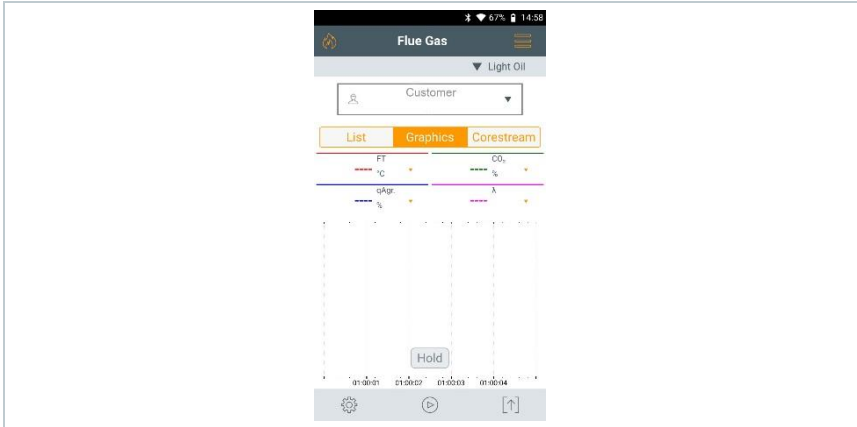 67% 14:58
Flue Gas
Light Oil
Customer
List Graphics Corestream
FT CO₂
---- °C ---- %
qAgr. λ
---- % ----
Hold
01:00:01 01:00:02 01:00:03 01:00:04